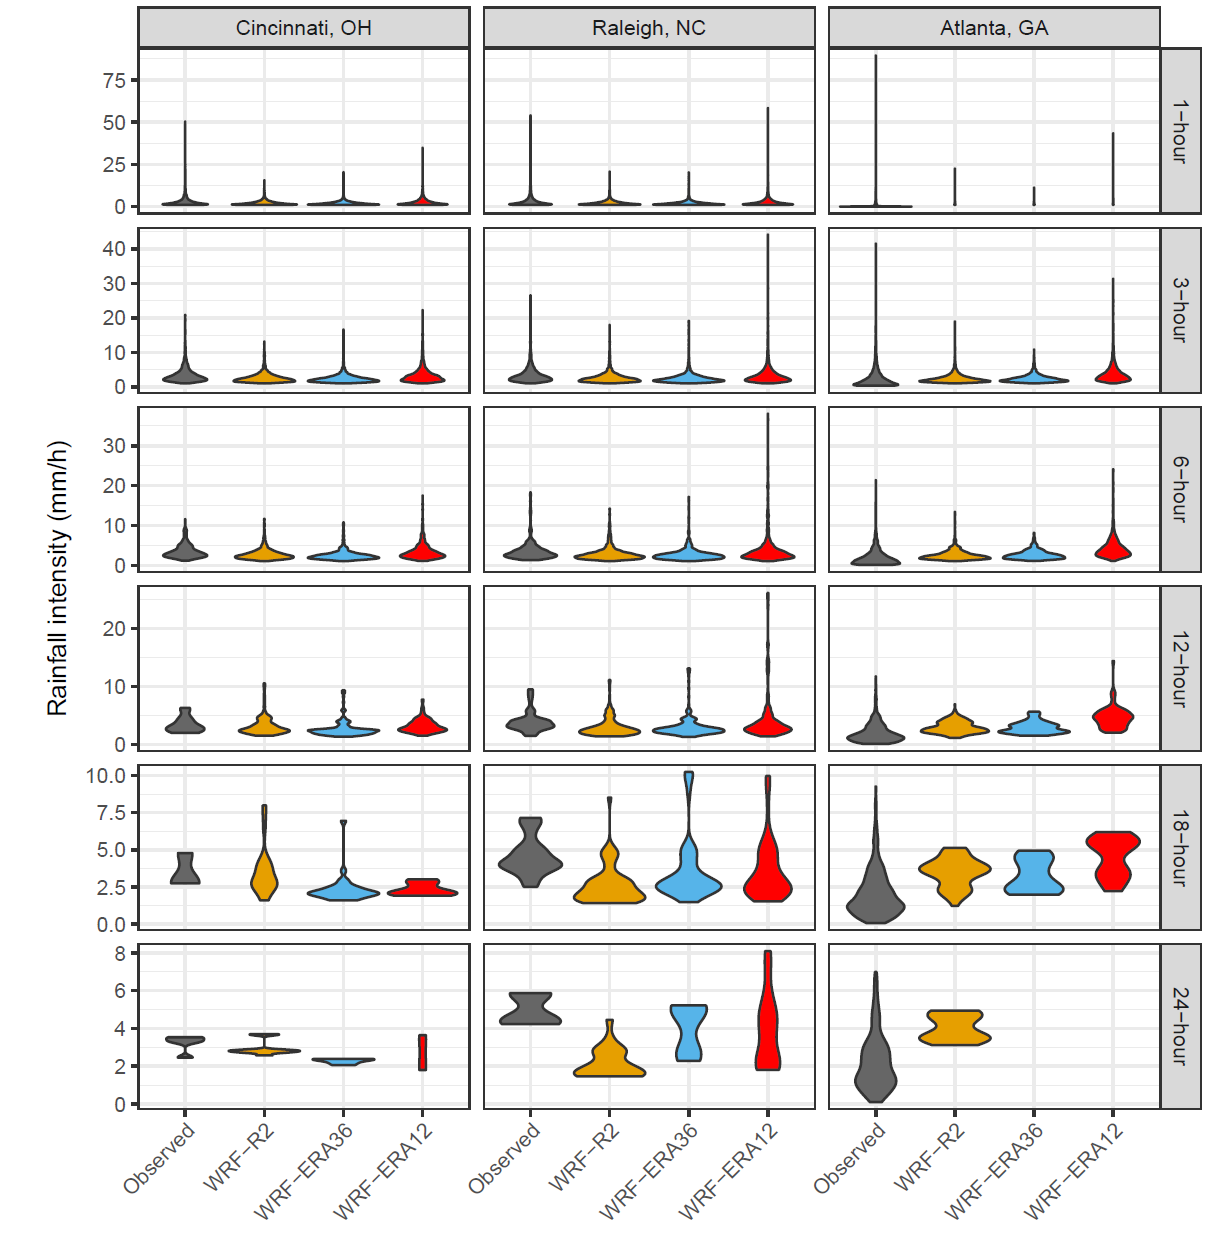 Cincinnati, OH
Raleigh, NC
Atlanta, GA
75
50
25
0
1−hour
40
30
20
10
0
3−hour
30
20
10
0
6−hour
Rainfall intensity (mm/h)
20
10
0
12−hour
10.0
7.5
5.0
2.5
0.0
18−hour
8
6
4
2
0
24−hour
Observed
WRF−R2
WRF−ERA36
WRF−ERA12
Observed
WRF−R2
WRF−ERA36
WRF−ERA12
Observed
WRF−R2
WRF−ERA36
WRF−ERA12